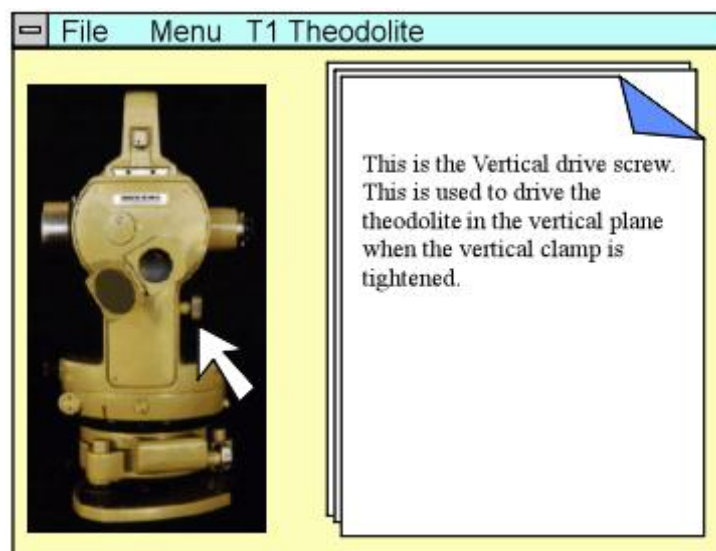 File Menu T1 Theodolite
This is the Vertical drive screw.
This is used to drive the
theodolite in the vertical plane
when the vertical clamp is
tightened.